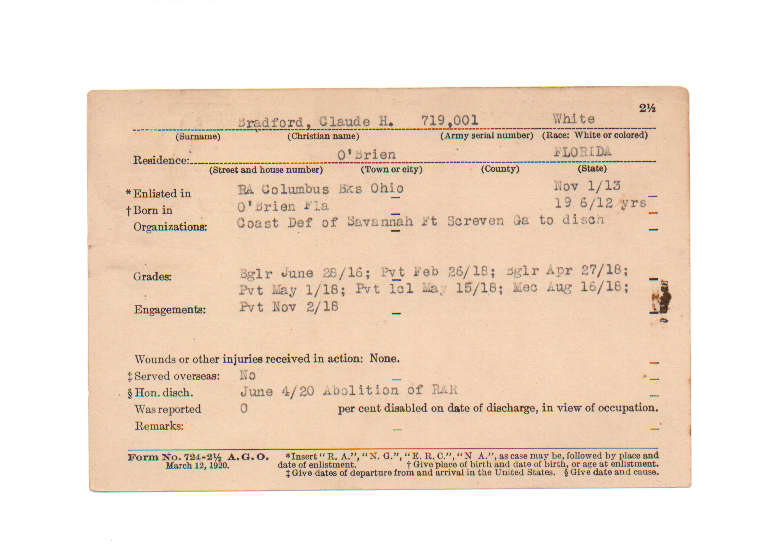 2½
Bradford, Claude H. 719,001 White
(Surname) (Christian name) (Army serial number) (Race: White or colored)
Residence: O'Brien FLORIDA
(Street and house number) (Town or city) (County) (State)
* Enlisted in RA Columbus Bks Ohio Nov 1/13
† Born in O'Brien Fla 19 6/12 yrs
Organizations: Coast Def of Savannah Ft Screven Ga to disch
Grades: Bglr June 28/16; Pvt Feb 26/18; Bglr Apr 27/18;
Pvt May 1/18; Pvt 1cl May 15/18; Mec Aug 16/18;
Engagements: Pvt Nov 2/18
Wounds or other injuries received in action: None.
‡ Served overseas: No
§ Hon. disch. June 4/20 Abolition of RAR
Was reported 0 per cent disabled on date of discharge, in view of occupation.
Remarks:
Form No. 724-2½ A. G. O. *Insert "R. A.", "N. G.", "E. R. C.", "N A.", as case may be, followed by place and
March 12, 1920. date of enlistment. † Give place of birth and date of birth, or age at enlistment.
‡ Give dates of departure from and arrival in the United States. § Give date and cause.